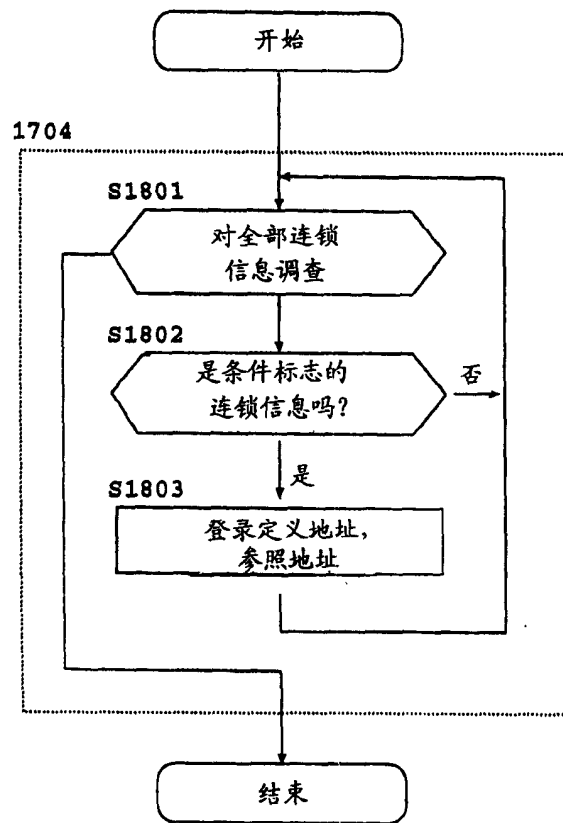 开始
1704
S1801
对全部连锁
信息调查
S1802
是条件标志的
连锁信息吗?
否
是
S1803
登录定义地址,
参照地址
结束